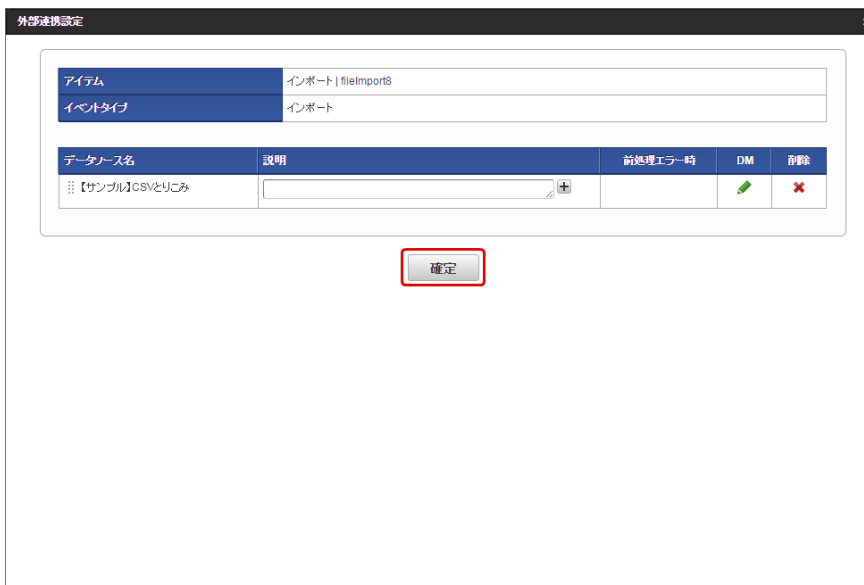 外部連携設定
アイテム インポート | fileImport8
イベントタイプ インポート
データソース名 説明 前処理エラー時 DM 削除
【サンプル】CSVとりこみ
確定